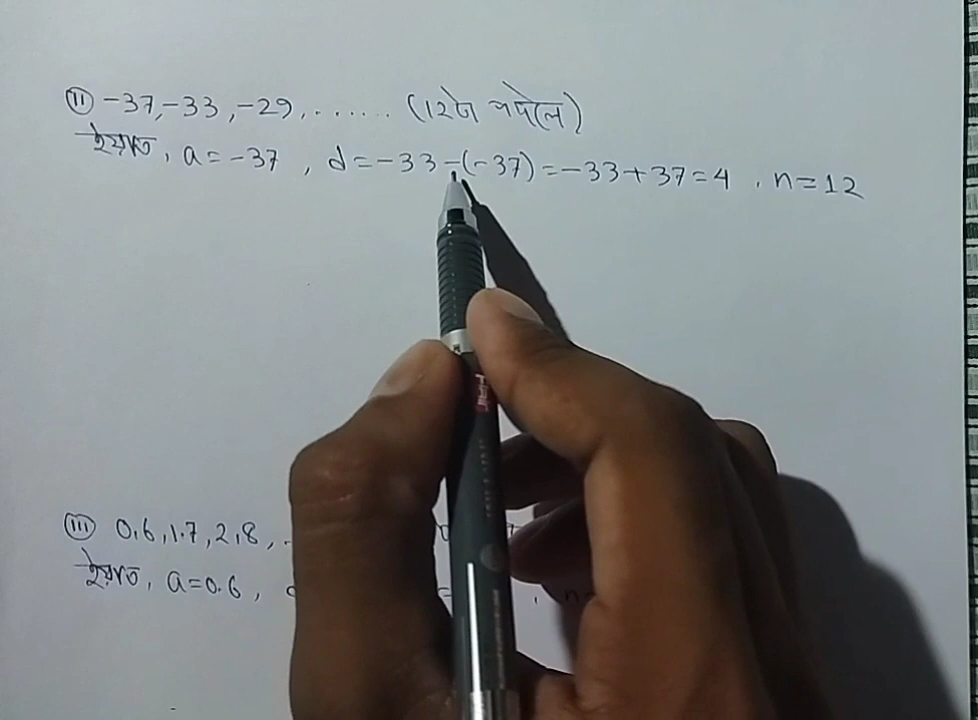 (ii) -37, -33, -29, ....... (12টা পদলৈ)
ইয়াত, a = -37 , d = -33 -(-37) = -33 + 37 = 4 , n = 12
(iii) 0.6, 1.7, 2.8, .
ইয়াত, a = 0.6 ,